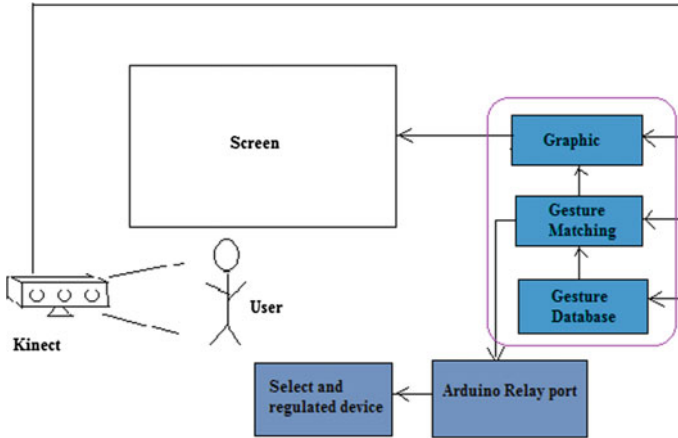 Screen
Graphic
Gesture
Matching
Gesture
Database
User
Kinect
Select and
regulated device
Arduino Relay port